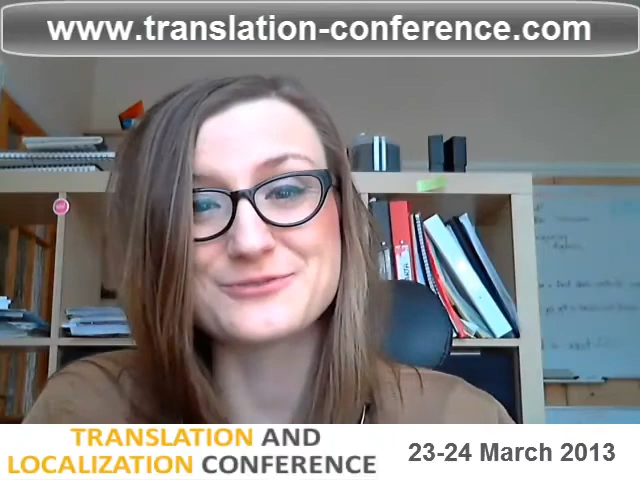 www.translation-conference.com
TRANSLATION AND
LOCALIZATION CONFERENCE
23-24 March 2013